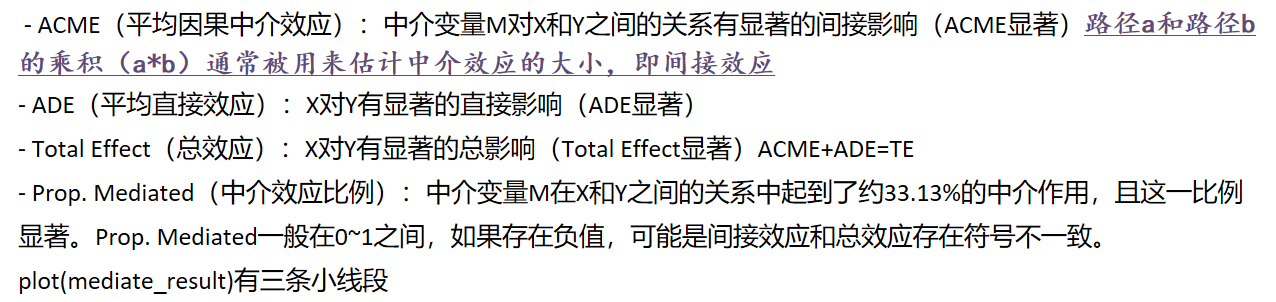 - ACME（平均因果中介效应）：中介变量M对X和Y之间的关系有显著的间接影响（ACME显著）路径a和路径b
的乘积（a*b）通常被用来估计中介效应的大小，即间接效应
- ADE（平均直接效应）：X对Y有显著的直接影响（ADE显著）
- Total Effect（总效应）：X对Y有显著的总影响（Total Effect显著）ACME+ADE=TE
- Prop. Mediated（中介效应比例）：中介变量M在X和Y之间的关系中起到了约33.13%的中介作用，且这一比例
显著。Prop. Mediated一般在0~1之间，如果存在负值，可能是间接效应和总效应存在符号不一致。
plot(mediate_result)有三条小线段